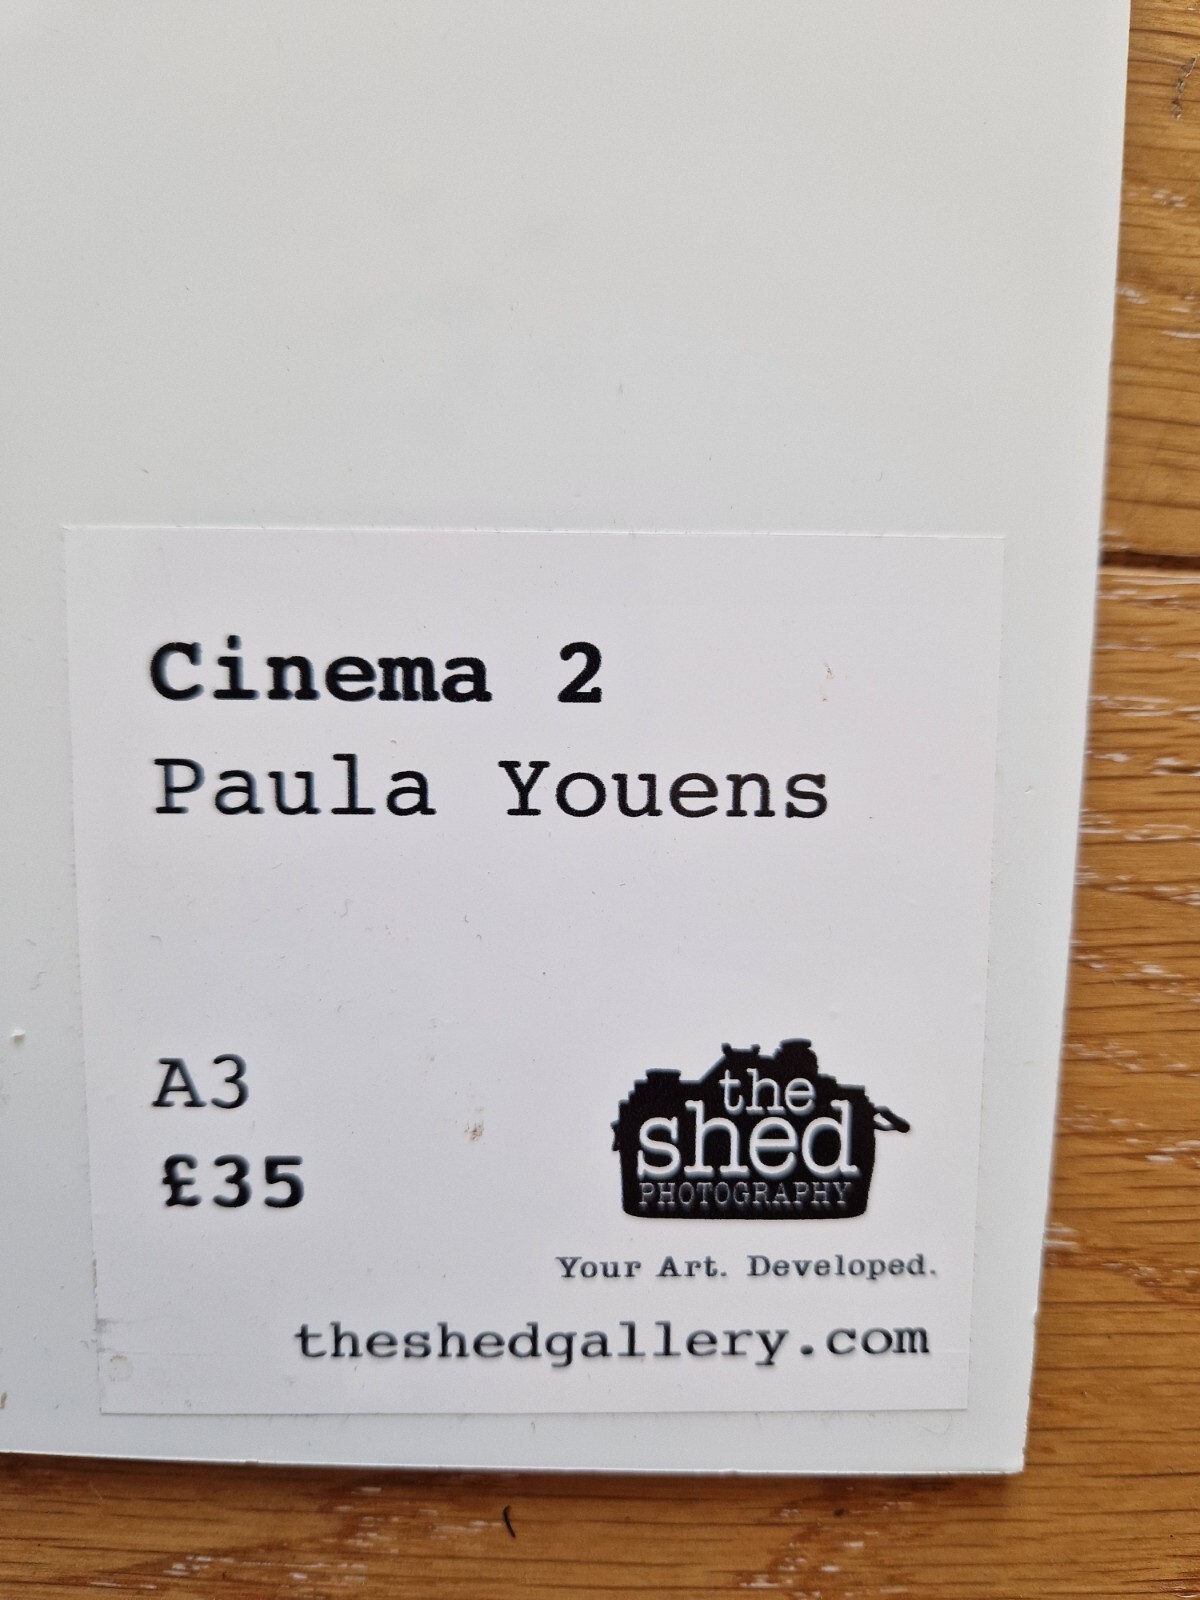 Cinema 2
Paula Youens
A3
£35
the
shed
PHOTOGRAPHY
Your Art. Developed.
theshedgallery.com